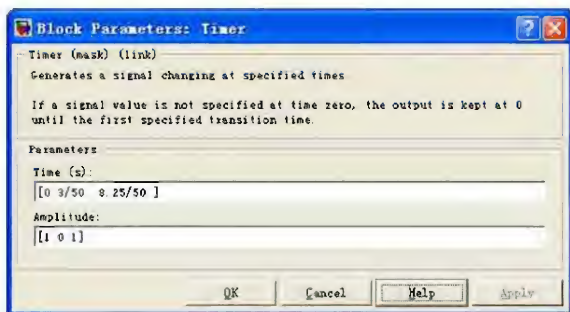 Block Parameters: Timer
Timer (mask) (link)
Generates a signal changing at specified times
If a signal value is not specified at time zero, the output is kept at 0
until the first specified transition time.
Parameters
Time (s):
[0 3/50  8.25/50 ]
Amplitude:
[1 0 1]
OK Cancel Help Apply